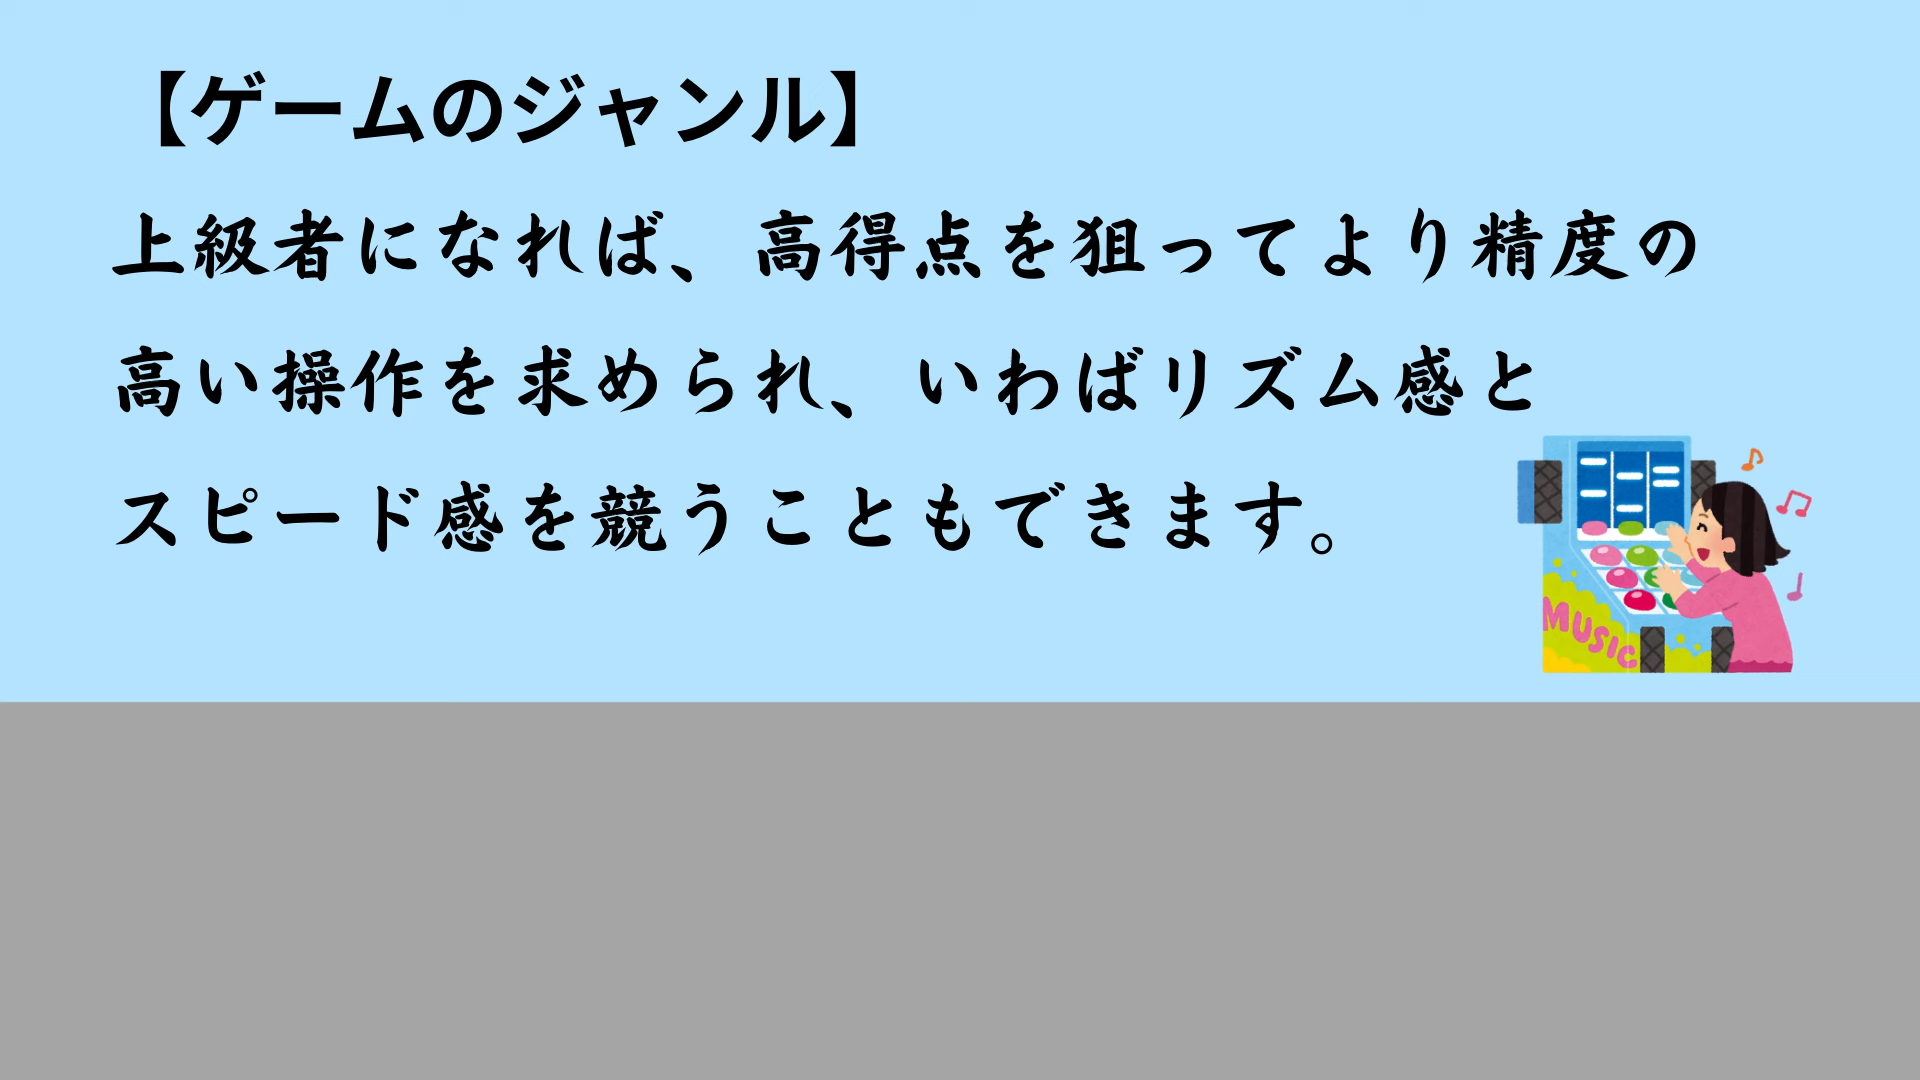 【ゲームのジャンル】
上級者になれば、高得点を狙ってより精度の
高い操作を求められ、いわばリズム感と
スピード感を競うこともできます。
MUSIC